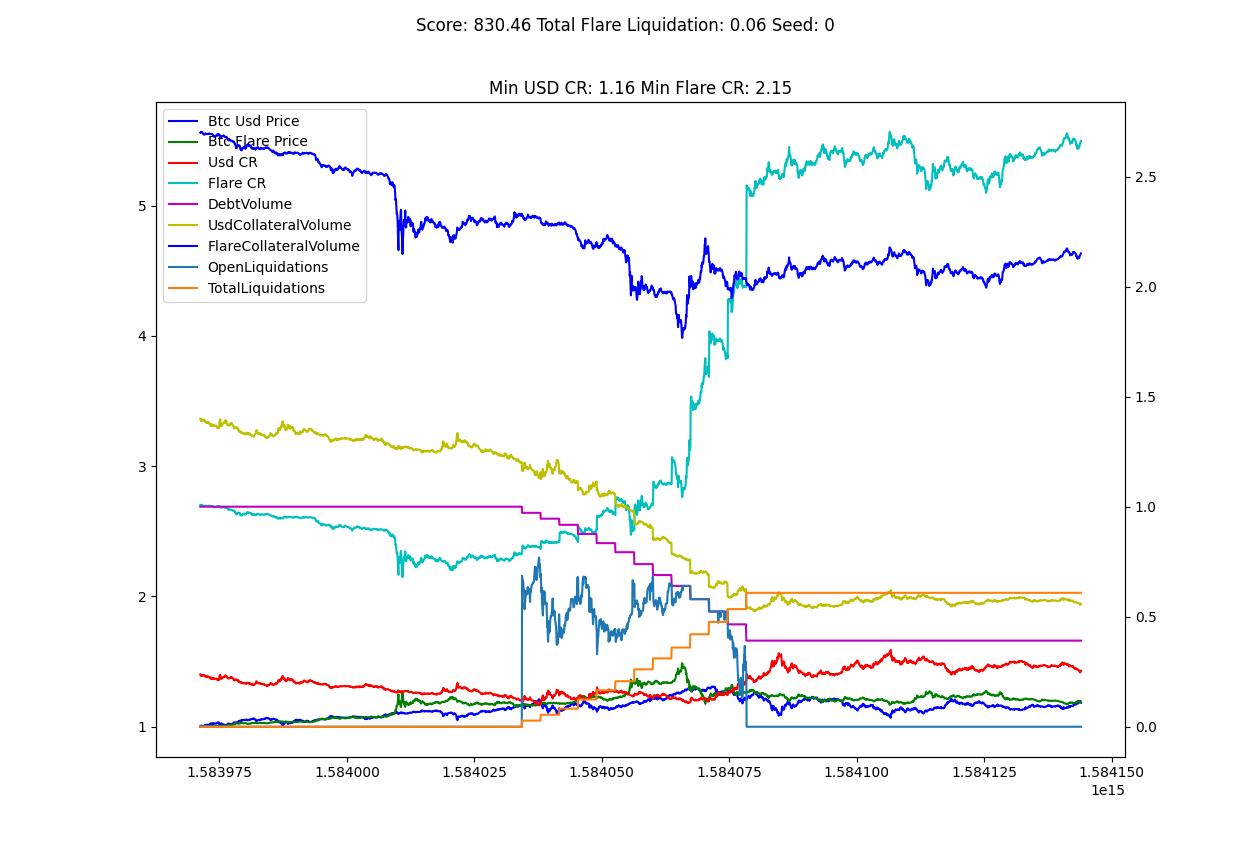 Score: 830.46 Total Flare Liquidation: 0.06 Seed: 0
Min USD CR: 1.16 Min Flare CR: 2.15
Btc Usd Price
Btc Flare Price
Usd CR
Flare CR
DebtVolume
UsdCollateralVolume
FlareCollateralVolume
OpenLiquidations
TotalLiquidations
5
4
3
2
1
2.5
2.0
1.5
1.0
0.5
0.0
1.583975 1.584000 1.584025 1.584050 1.584075 1.584100 1.584125 1.584150
1e15